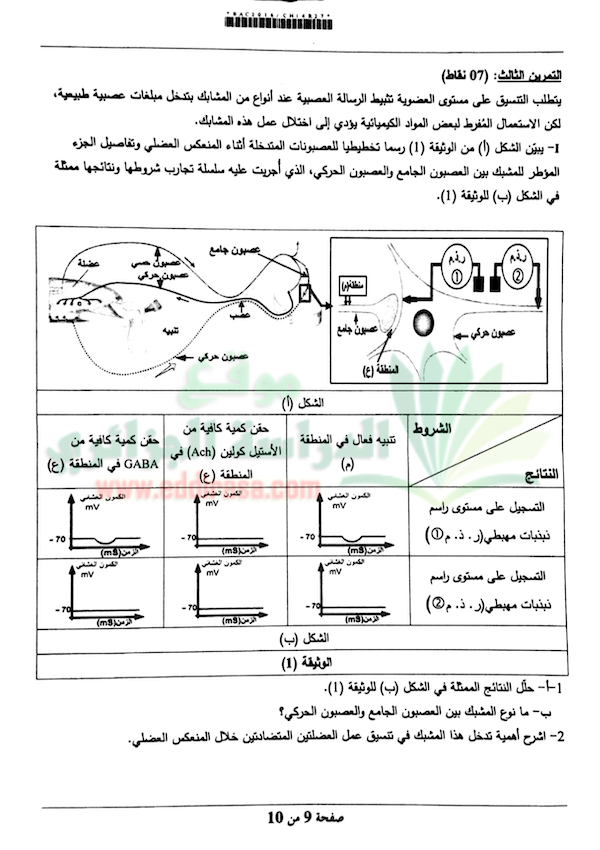 *BAC2016/CH14827*
التمرين الثالث: (07 نقاط)
يتطلب التنسيق على مستوى العضوية تثبيط الرسالة العصبية عند أنواع من المشابك بتدخل مبلغات عصبية طبيعية،
لكن الاستعمال المُفرط لبعض المواد الكيميائية يؤدي إلى اختلال عمل هذه المشابك.
I- يبيّن الشكل (أ) من الوثيقة (1) رسما تخطيطيا للعصبونات المتدخلة أثناء المنعكس العضلي وتفاصيل الجزء
المؤطر للمشبك بين العصبون الجامع والعصبون الحركي، الذي أجريت عليه سلسلة تجارب شروطها ونتائجها ممثلة
في الشكل (ب) للوثيقة (1).
عصبون جامع
عصبون حسي
عضلة
عصبون حركي
عصب
تنبيه
عصبون حركي
ر.ذ.م ①
ر.ذ.م ②
منطقة(م)
عصبون جامع
عصبون حركي
المنطقة (ع)
الشكل (أ)
الشروط
النتائج
تنبيه فعال في المنطقة
(م)
حقن كمية كافية من
الأستيل كولين (Ach) في
المنطقة (ع)
حقن كمية كافية من
GABA في المنطقة (ع)
التسجيل على مستوى راسم
ذبذبات مهبطي(ر. ذ. م①)
الكمون الغشائي
mV
- 70
الزمن(mS)
الكمون الغشائي
mV
- 70
الزمن(mS)
الكمون الغشائي
mV
- 70
الزمن(mS)
التسجيل على مستوى راسم
ذبذبات مهبطي(ر. ذ. م②)
الكمون الغشائي
mV
- 70
الزمن(mS)
الكمون الغشائي
mV
- 70
الزمن(mS)
الكمون الغشائي
mV
- 70
الزمن(mS)
الشكل (ب)
الوثيقة (1)
موقع
الدراسة الجزائري
1-أ- حلّل النتائج الممثلة في الشكل (ب) للوثيقة (1).
ب- ما نوع المشبك بين العصبون الجامع والعصبون الحركي؟
2- اشرح أهمية تدخل هذا المشبك في تنسيق عمل العضلتين المتضادتين خلال المنعكس العضلي.
صفحة 9 من 10